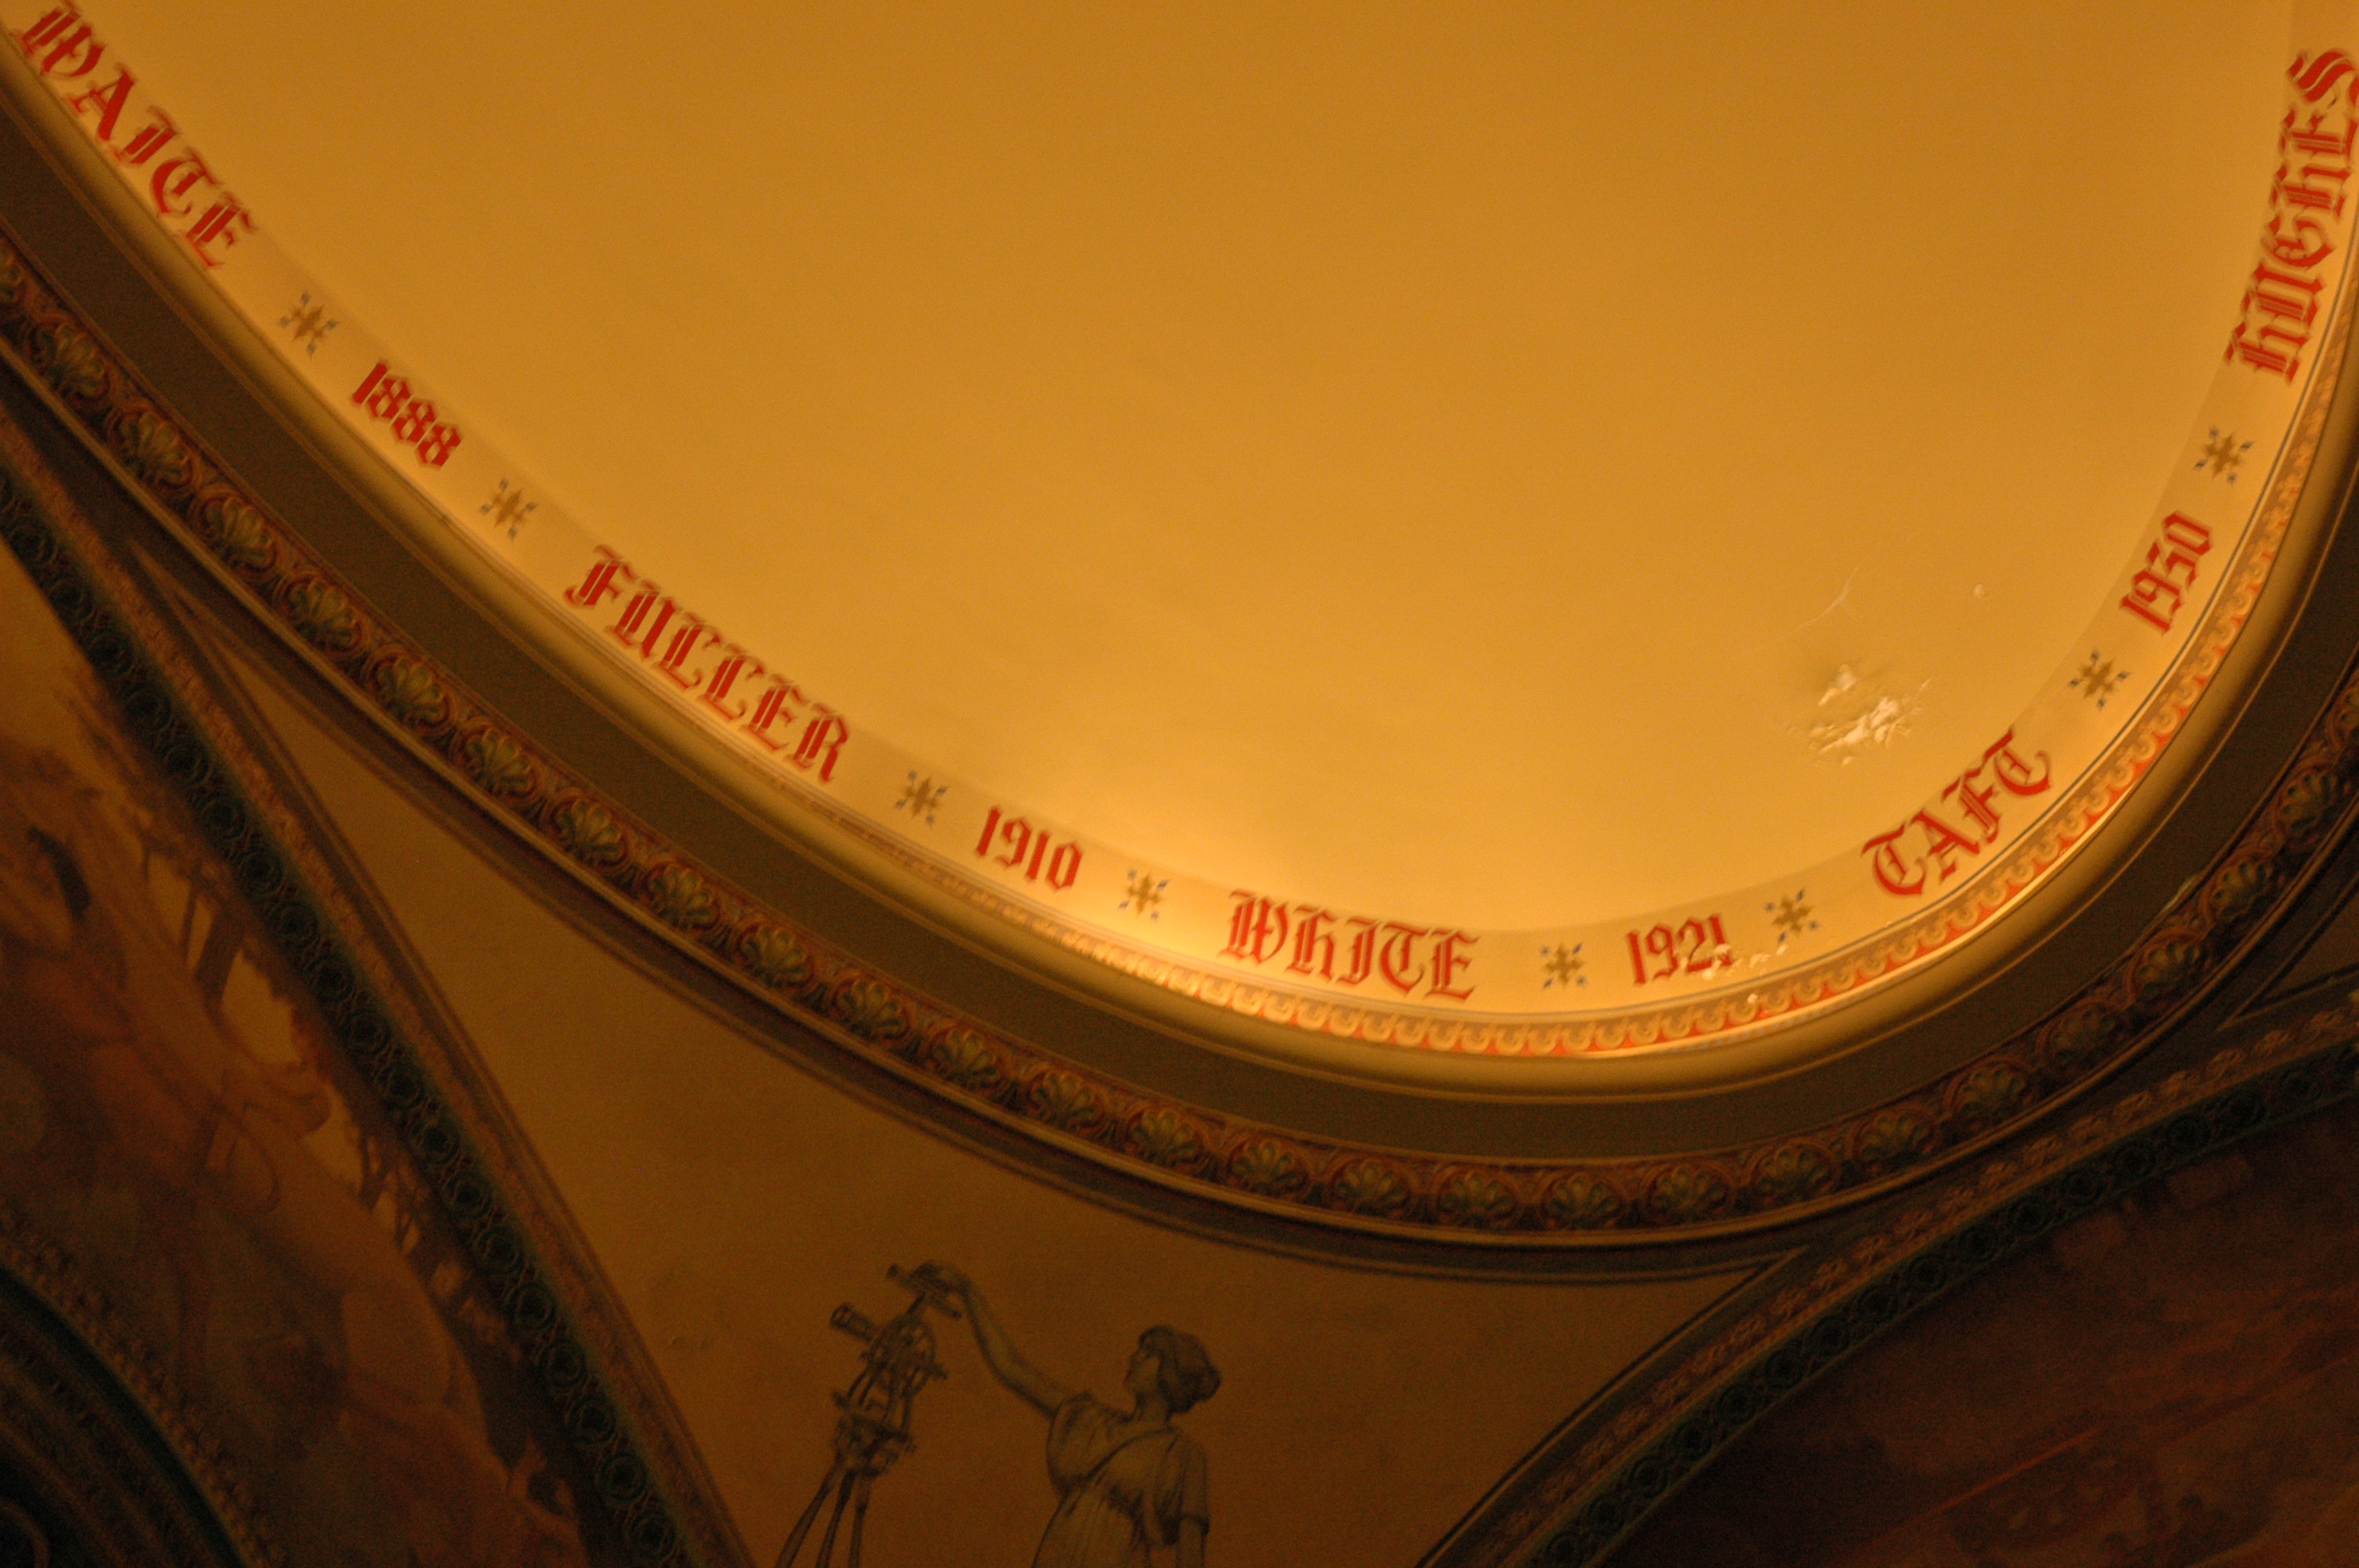 WAITE 1888 FULLER 1910 WHITE 1921 TAFT 1930 HUGHES